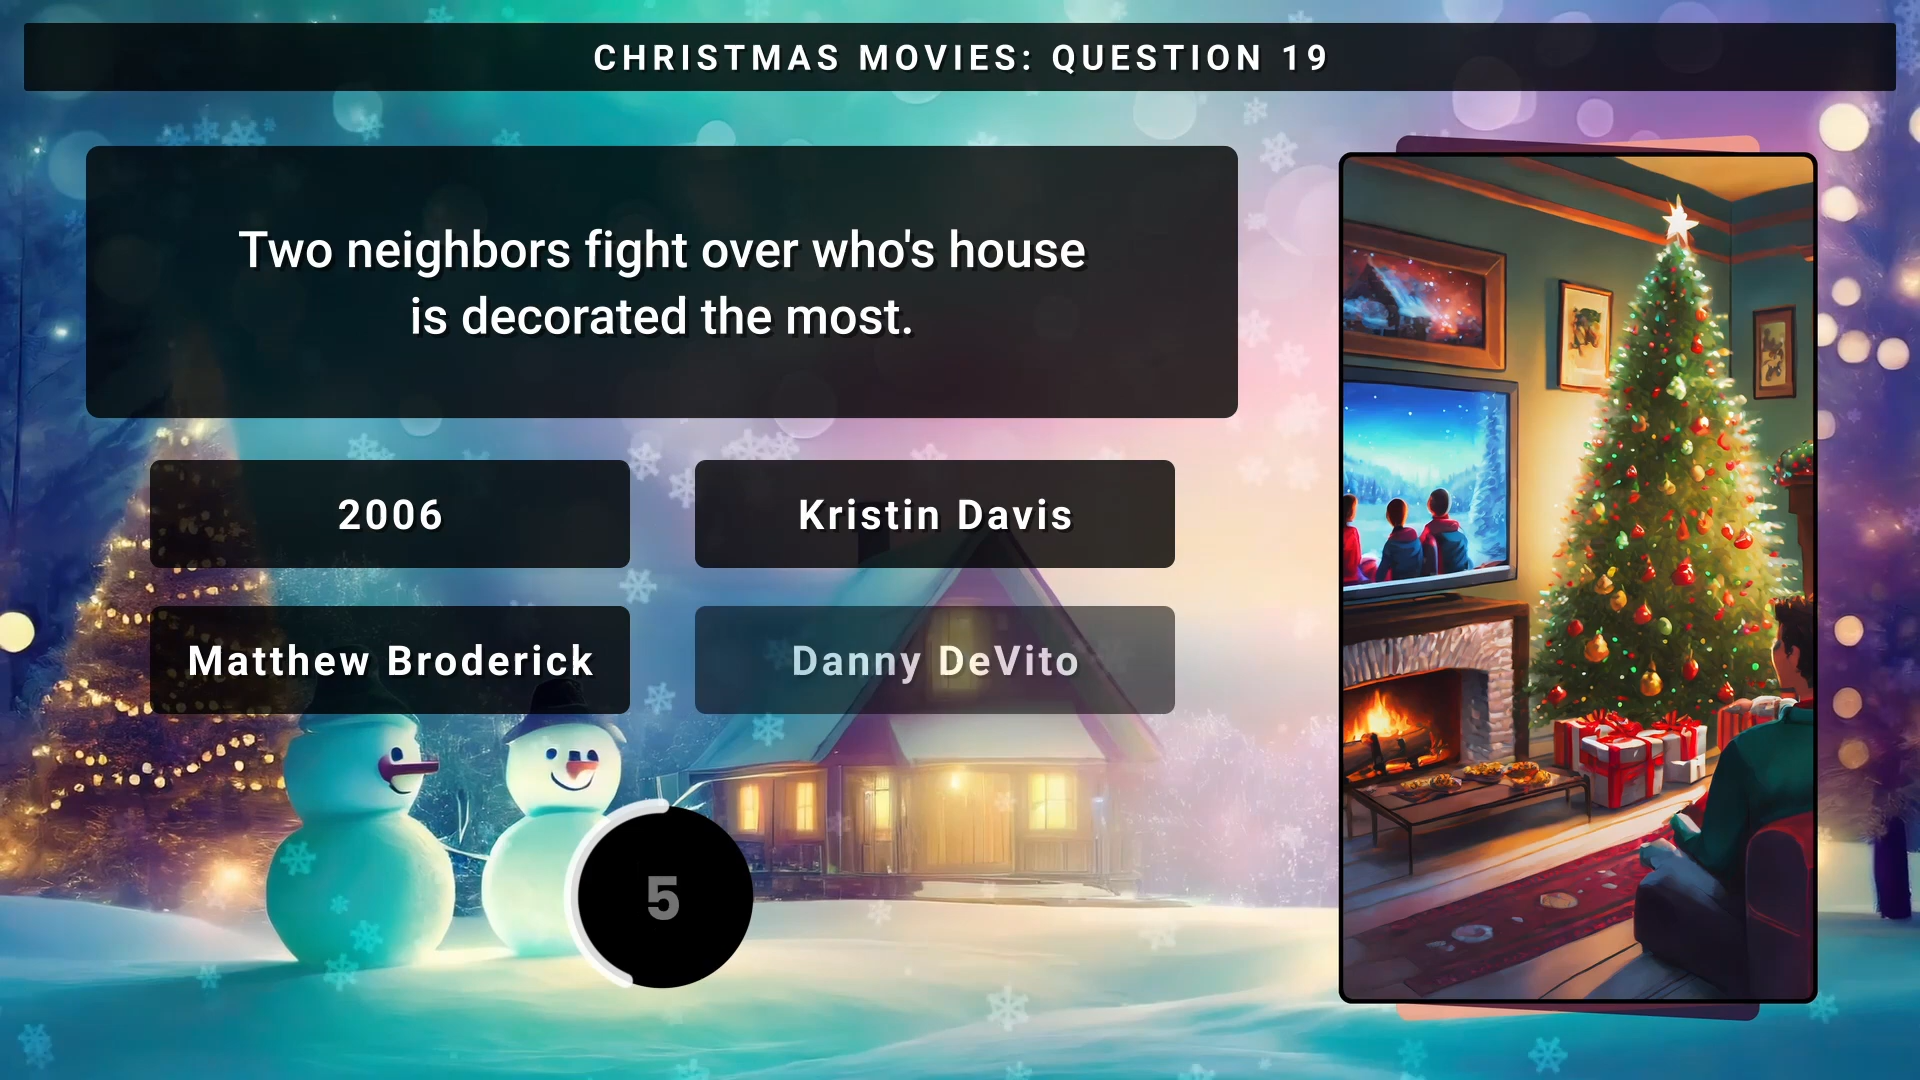 CHRISTMAS MOVIES: QUESTION 19
Two neighbors fight over who's house
is decorated the most.
2006
Kristin Davis
Matthew Broderick
Danny DeVito
5